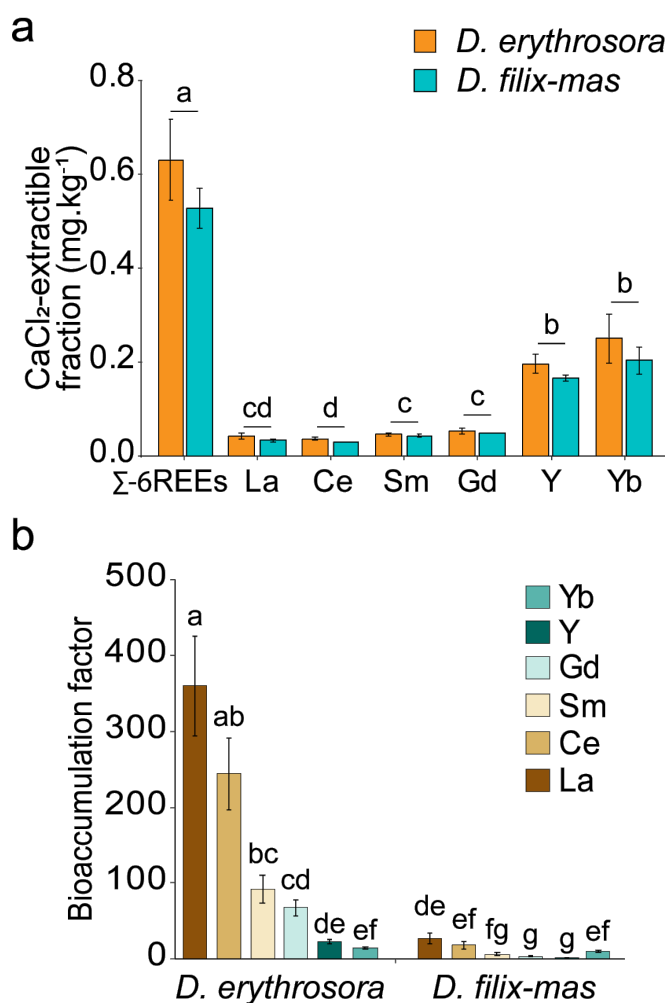 a
D. erythrosora
D. filix-mas
CaCl₂-extractible
fraction (mg.kg⁻¹)
0.8
0.6
0.4
0.2
0.0
a
cd
d
c
c
b
b
Σ-6REEs La Ce Sm Gd Y Yb
b
Bioaccumulation factor
500
400
300
200
100
0
Yb
Y
Gd
Sm
Ce
La
a
ab
bc
cd
de
ef
de
ef
fg
g
g
ef
D. erythrosora D. filix-mas